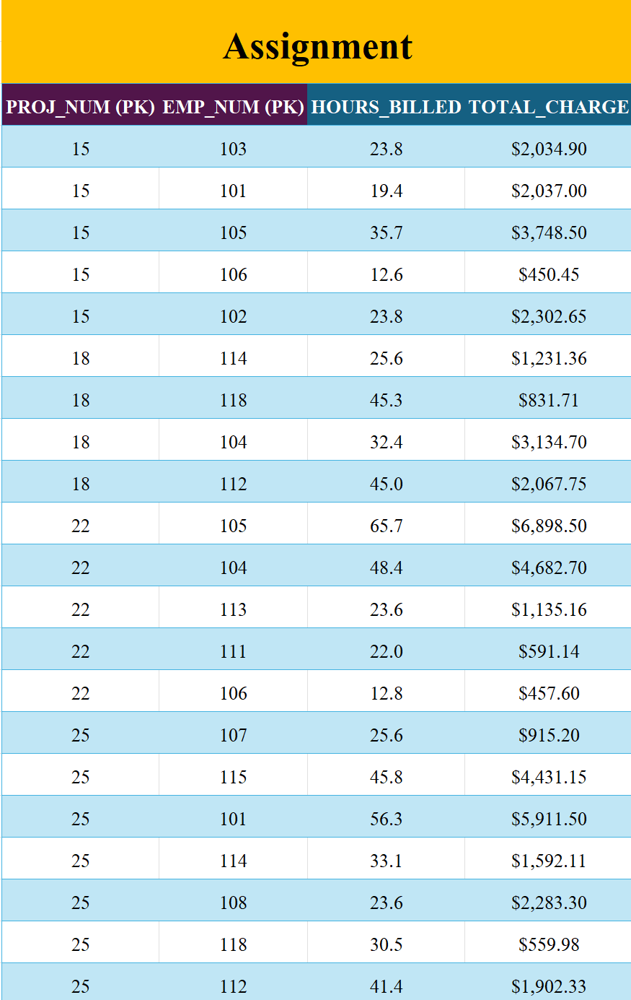 Assignment
PROJ_NUM (PK) EMP_NUM (PK) HOURS_BILLED TOTAL_CHARGE
15 103 23.8 $2,034.90
15 101 19.4 $2,037.00
15 105 35.7 $3,748.50
15 106 12.6 $450.45
15 102 23.8 $2,302.65
18 114 25.6 $1,231.36
18 118 45.3 $831.71
18 104 32.4 $3,134.70
18 112 45.0 $2,067.75
22 105 65.7 $6,898.50
22 104 48.4 $4,682.70
22 113 23.6 $1,135.16
22 111 22.0 $591.14
22 106 12.8 $457.60
25 107 25.6 $915.20
25 115 45.8 $4,431.15
25 101 56.3 $5,911.50
25 114 33.1 $1,592.11
25 108 23.6 $2,283.30
25 118 30.5 $559.98
25 112 41.4 $1,902.33